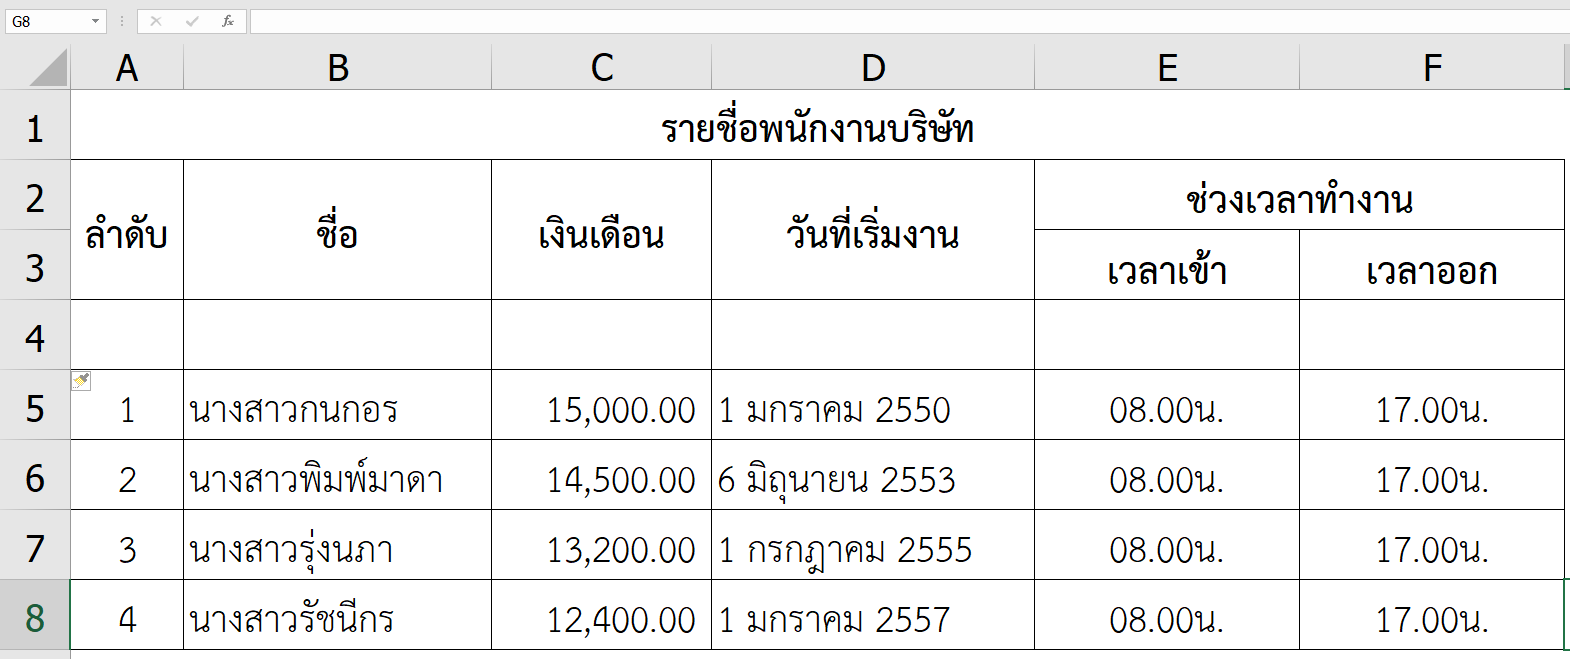 G8 fx
A B C D E F
1 รายชื่อพนักงานบริษัท
2 ลำดับ ชื่อ เงินเดือน วันที่เริ่มงาน ช่วงเวลาทำงาน
3 เวลาเข้า เวลาออก
4
5 1 นางสาวกนกอร 15,000.00 1 มกราคม 2550 08.00น. 17.00น.
6 2 นางสาวพิมพ์มาดา 14,500.00 6 มิถุนายน 2553 08.00น. 17.00น.
7 3 นางสาวรุ่งนภา 13,200.00 1 กรกฎาคม 2555 08.00น. 17.00น.
8 4 นางสาวรัชนีกร 12,400.00 1 มกราคม 2557 08.00น. 17.00น.